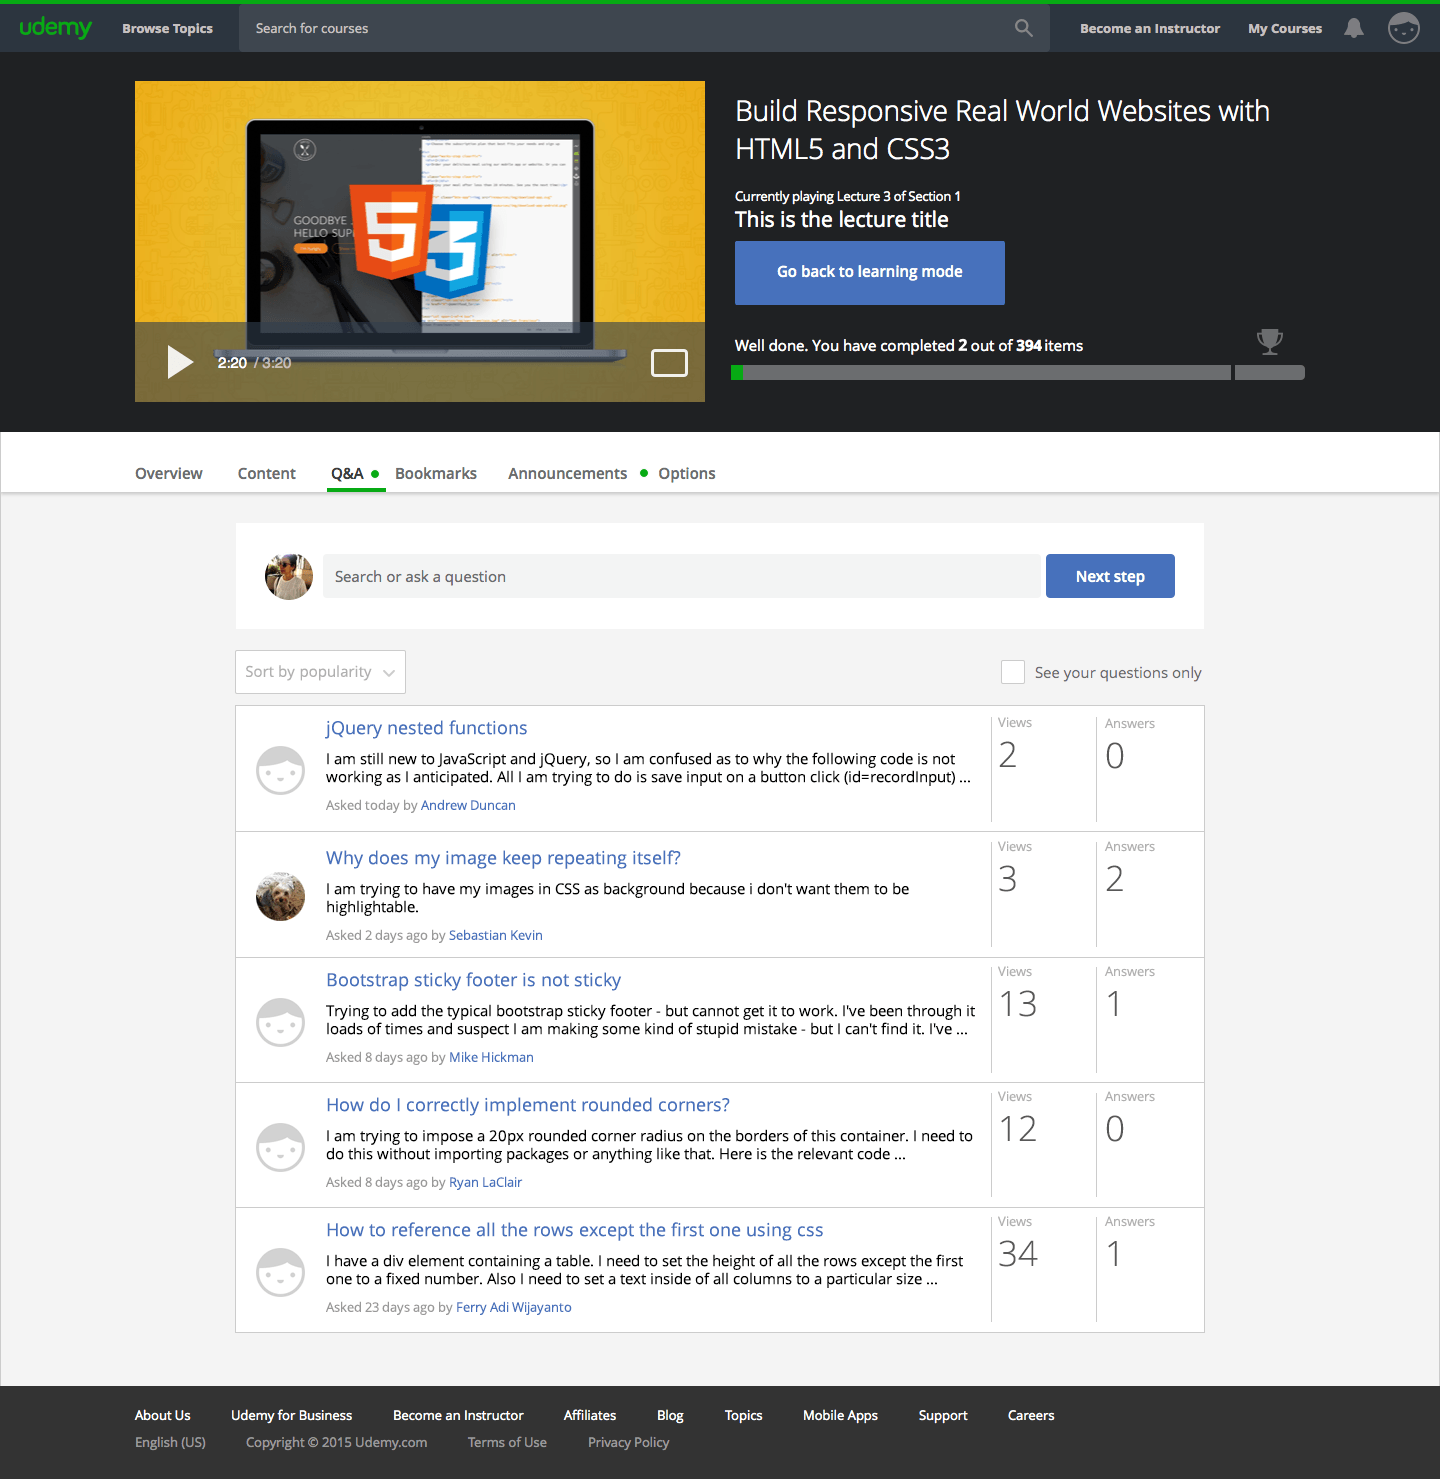 udemy
Browse Topics
Search for courses
Become an Instructor
My Courses
GOODBYE
HELLO SUP
5
3
2:20 / 3:20
Build Responsive Real World Websites with
HTML5 and CSS3
Currently playing Lecture 3 of Section 1
This is the lecture title
Go back to learning mode
Well done. You have completed 2 out of 394 items
Overview
Content
Q&A
Bookmarks
Announcements
Options
Search or ask a question
Next step
Sort by popularity
See your questions only
jQuery nested functions
I am still new to JavaScript and jQuery, so I am confused as to why the following code is not
working as I anticipated. All I am trying to do is save input on a button click (id=recordInput) ...
Asked today by Andrew Duncan
Views
2
Answers
0
Why does my image keep repeating itself?
I am trying to have my images in CSS as background because i don't want them to be
highlightable.
Asked 2 days ago by Sebastian Kevin
Views
3
Answers
2
Bootstrap sticky footer is not sticky
Trying to add the typical bootstrap sticky footer - but cannot get it to work. I've been through it
loads of times and suspect I am making some kind of stupid mistake - but I can't find it. I've ...
Asked 8 days ago by Mike Hickman
Views
13
Answers
1
How do I correctly implement rounded corners?
I am trying to impose a 20px rounded corner radius on the borders of this container. I need to
do this without importing packages or anything like that. Here is the relevant code ...
Asked 8 days ago by Ryan LaClair
Views
12
Answers
0
How to reference all the rows except the first one using css
I have a div element containing a table. I need to set the height of all the rows except the first
one to a fixed number. Also I need to set a text inside of all columns to a particular size ...
Asked 23 days ago by Ferry Adi Wijayanto
Views
34
Answers
1
About Us
Udemy for Business
Become an Instructor
Affiliates
Blog
Topics
Mobile Apps
Support
Careers
English (US)
Copyright © 2015 Udemy.com
Terms of Use
Privacy Policy